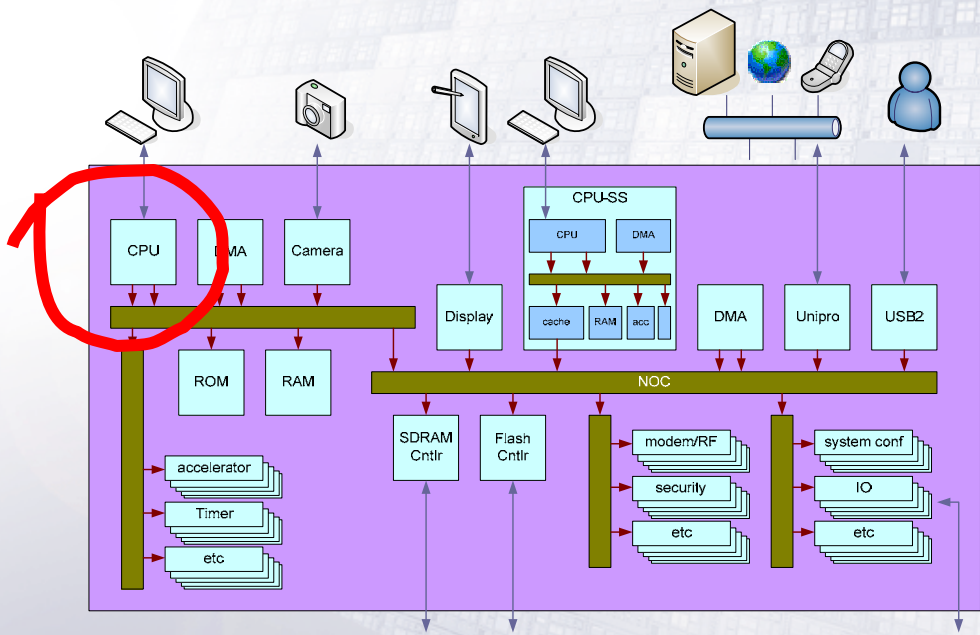 CPU-SS
CPU
DMA
CPU
DMA
Camera
Display
cache
RAM
acc
DMA
Unipro
USB2
ROM
RAM
NOC
SDRAM
Cntlr
Flash
Cntlr
modem/RF
system conf
accelerator
security
IO
Timer
etc
etc
etc